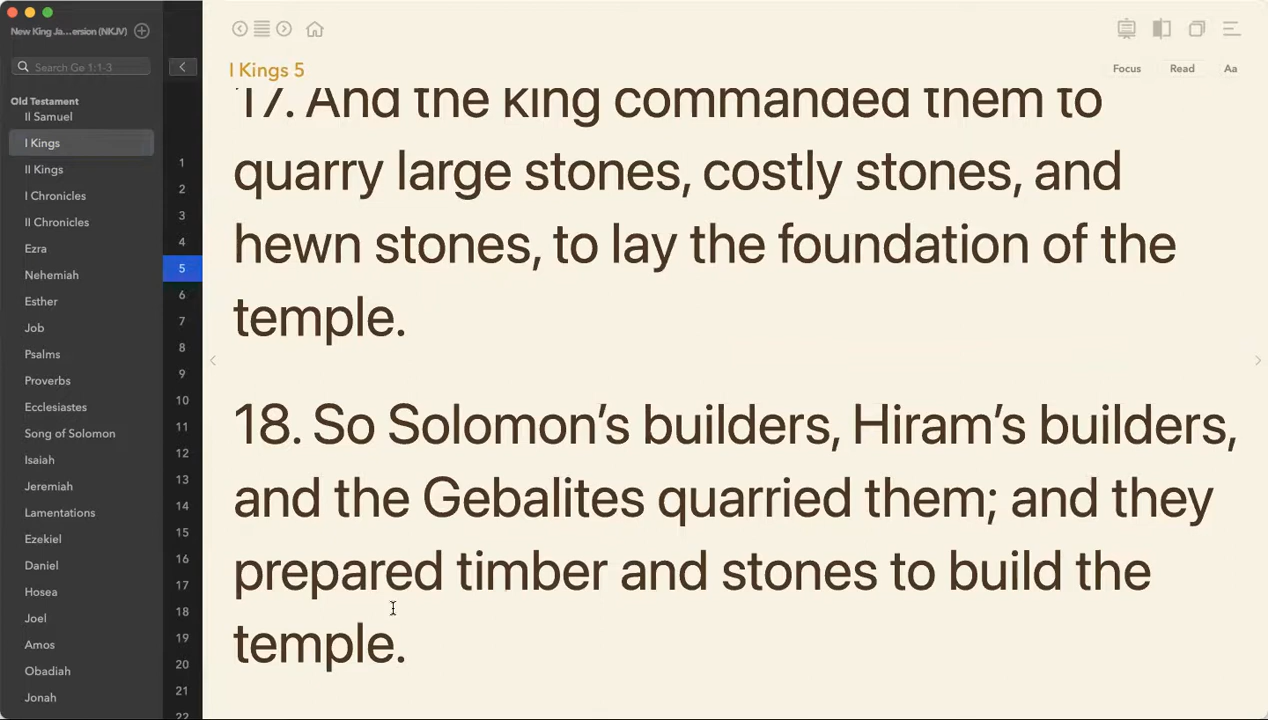 New King Ja...ersion (NKJV)
Search Ge 1:1-3
Old Testament
II Samuel
I Kings
II Kings
I Chronicles
II Chronicles
Ezra
Nehemiah
Esther
Job
Psalms
Proverbs
Ecclesiastes
Song of Solomon
Isaiah
Jeremiah
Lamentations
Ezekiel
Daniel
Hosea
Joel
Amos
Obadiah
Jonah
1
2
3
4
5
6
7
8
9
10
11
12
13
14
15
16
17
18
19
20
21
22
I Kings 5
Focus
Read
Aa
17. And the king commanded them to
quarry large stones, costly stones, and
hewn stones, to lay the foundation of the
temple.
18. So Solomon’s builders, Hiram’s builders,
and the Gebalites quarried them; and they
prepared timber and stones to build the
temple.